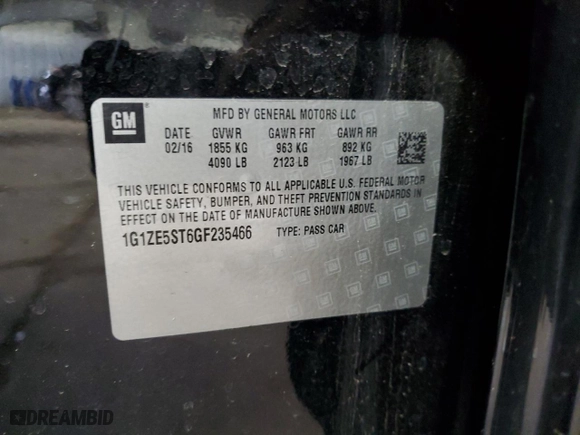 GM
MFD BY GENERAL MOTORS LLC
DATE GVWR GAWR FRT GAWR RR
02/16 1855 KG 963 KG 892 KG
4090 LB 2123 LB 1967 LB
THIS VEHICLE CONFORMS TO ALL APPLICABLE U.S. FEDERAL MOTOR
VEHICLE SAFETY, BUMPER, AND THEFT PREVENTION STANDARDS IN
EFFECT ON THE DATE OF MANUFACTURE SHOWN ABOVE.
1G1ZE5ST6GF235466 TYPE: PASS CAR
DREAMBID